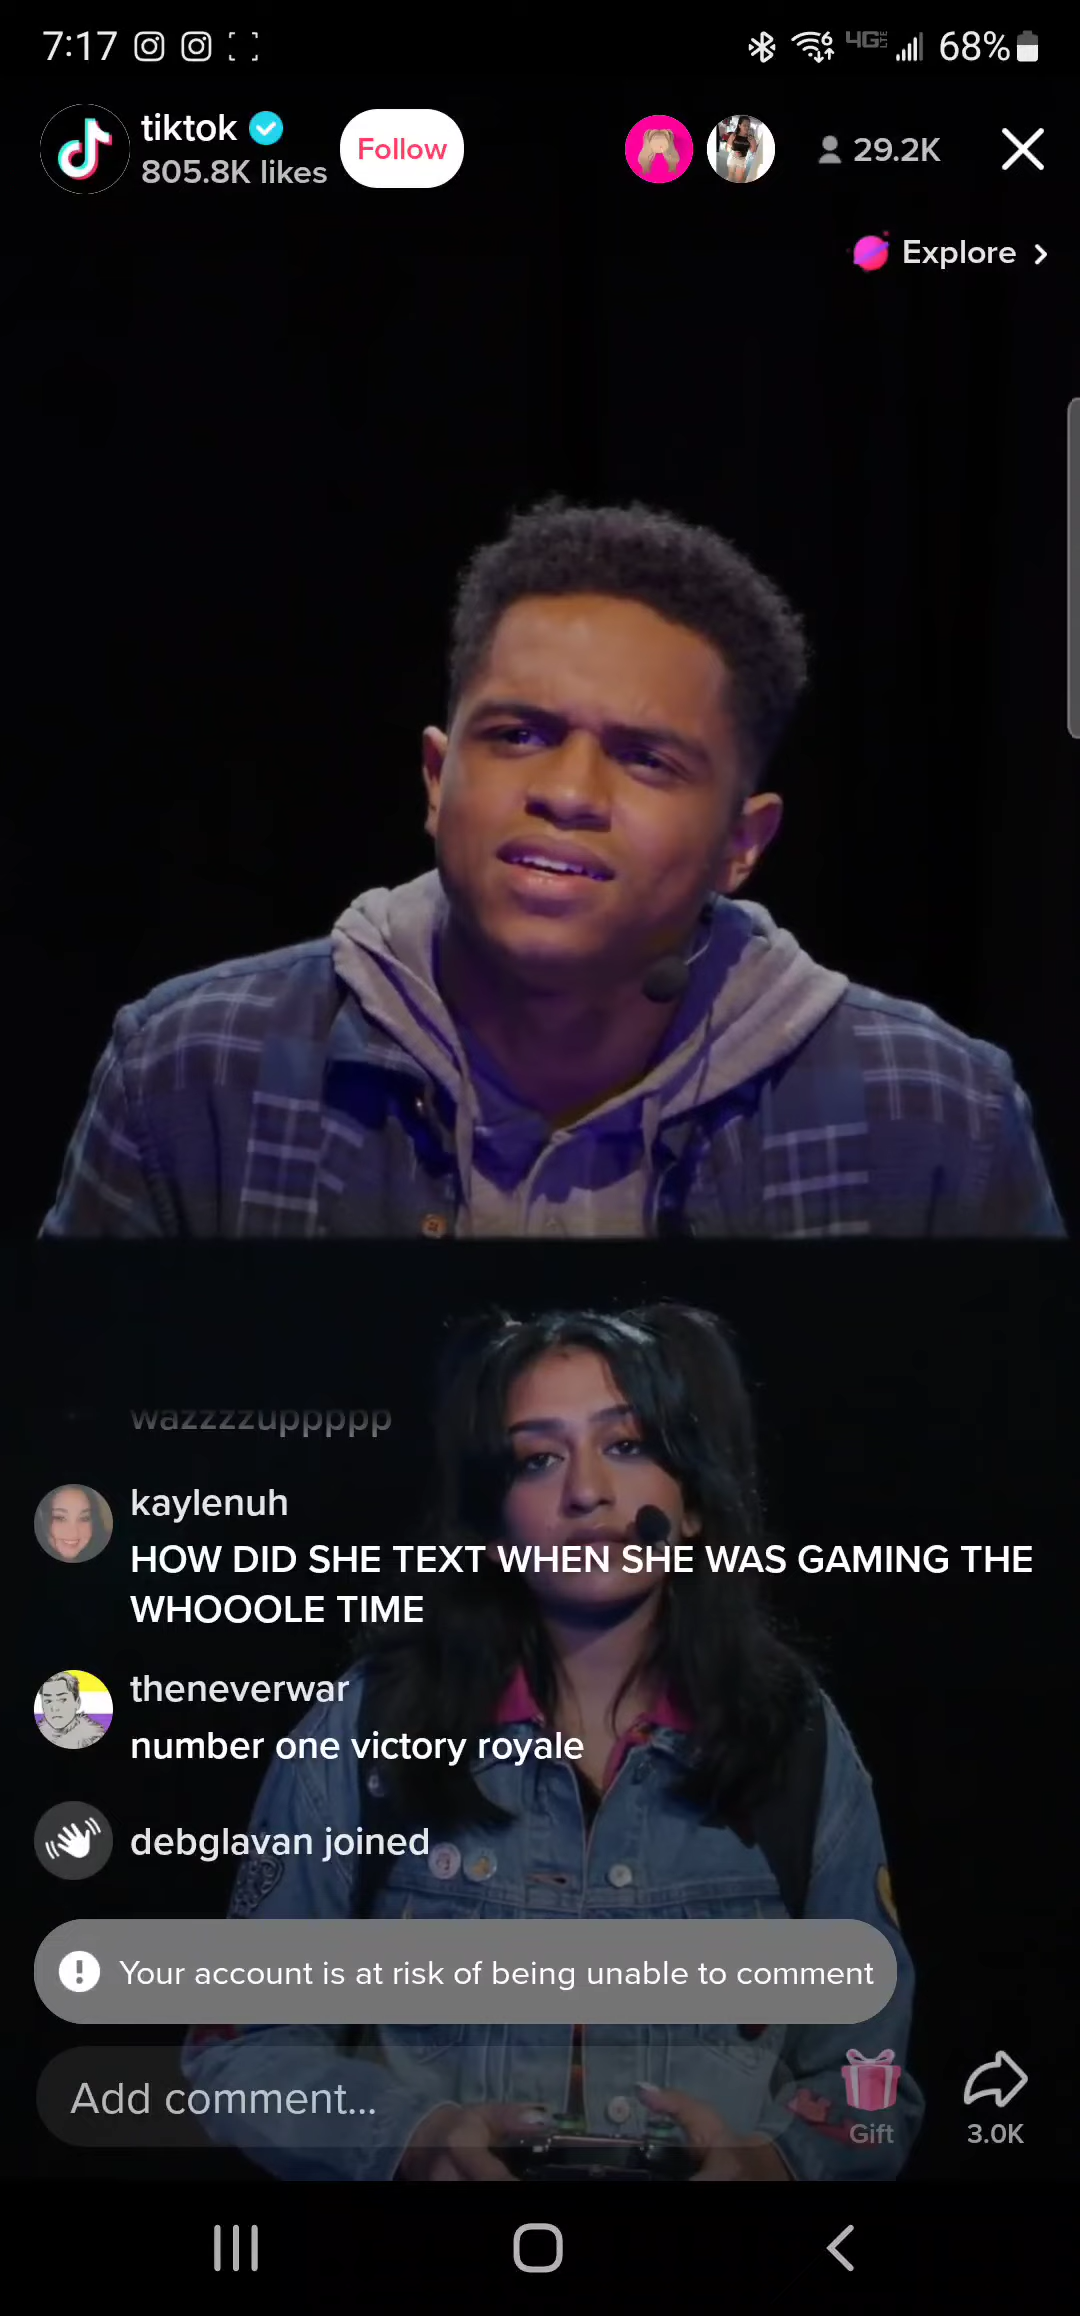 7:17
4G LTE
68%
tiktok
805.8K likes
Follow
29.2K
Explore
wazzzzuppppp
kaylenuh
HOW DID SHE TEXT WHEN SHE WAS GAMING THE
WHOOOLE TIME
theneverwar
number one victory royale
debglavan joined
Your account is at risk of being unable to comment
Add comment...
Gift
3.0K